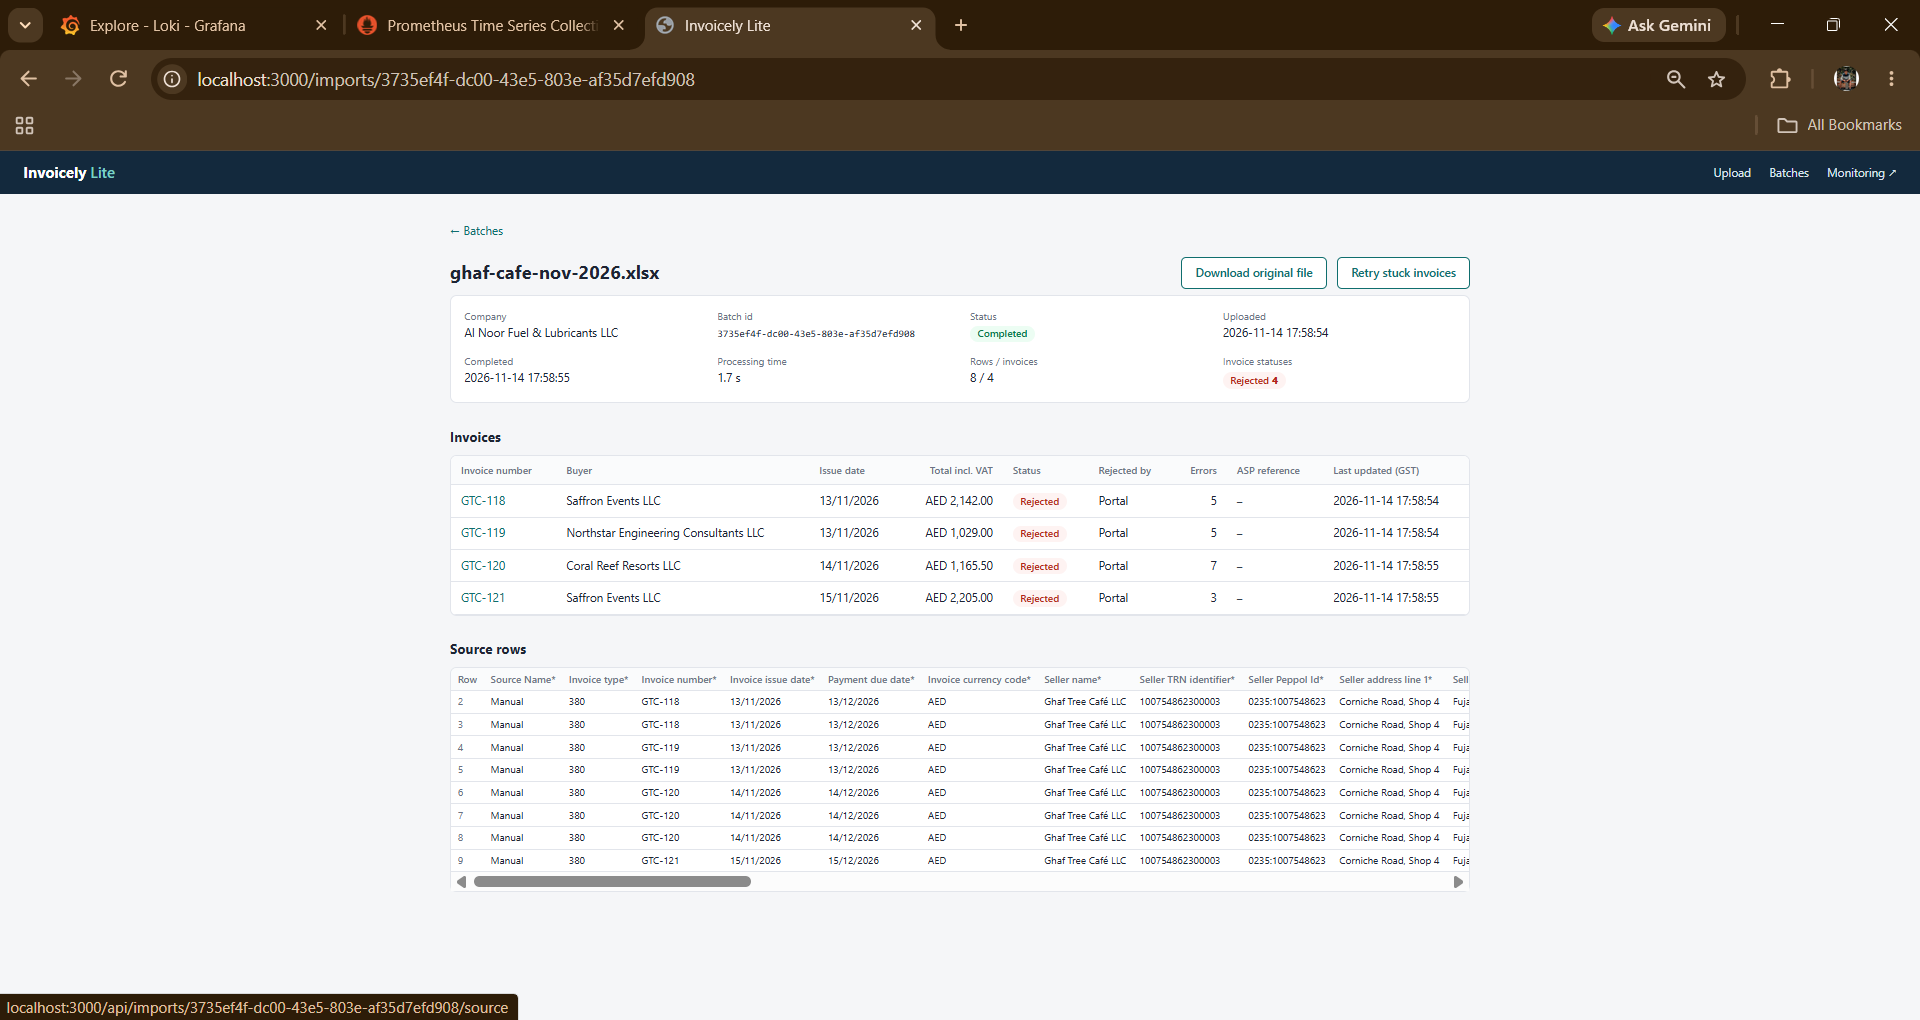 Explore - Loki - Grafana
Prometheus Time Series Collecti
Invoicely Lite
Ask Gemini
localhost:3000/imports/3735ef4f-dc00-43e5-803e-af35d7efd908
All Bookmarks
Invoicely Lite
Upload Batches Monitoring ↗
← Batches
ghaf-cafe-nov-2026.xlsx
Download original file Retry stuck invoices
Company Batch id Status Uploaded
Al Noor Fuel & Lubricants LLC 3735ef4f-dc00-43e5-803e-af35d7efd908 Completed 2026-11-14 17:58:54
Completed Processing time Rows / invoices Invoice statuses
2026-11-14 17:58:55 1.7 s 8 / 4 Rejected 4
Invoices
Invoice number Buyer Issue date Total incl. VAT Status Rejected by Errors ASP reference Last updated (GST)
GTC-118 Saffron Events LLC 13/11/2026 AED 2,142.00 Rejected Portal 5 – 2026-11-14 17:58:54
GTC-119 Northstar Engineering Consultants LLC 13/11/2026 AED 1,029.00 Rejected Portal 5 – 2026-11-14 17:58:54
GTC-120 Coral Reef Resorts LLC 14/11/2026 AED 1,165.50 Rejected Portal 7 – 2026-11-14 17:58:55
GTC-121 Saffron Events LLC 15/11/2026 AED 2,205.00 Rejected Portal 3 – 2026-11-14 17:58:55
Source rows
Row Source Name* Invoice type* Invoice number* Invoice issue date* Payment due date* Invoice currency code* Seller name* Seller TRN identifier* Seller Peppol Id* Seller address line 1* Sell
2 Manual 380 GTC-118 13/11/2026 13/12/2026 AED Ghaf Tree Café LLC 100754862300003 0235:1007548623 Corniche Road, Shop 4 Fuja
3 Manual 380 GTC-118 13/11/2026 13/12/2026 AED Ghaf Tree Café LLC 100754862300003 0235:1007548623 Corniche Road, Shop 4 Fuja
4 Manual 380 GTC-119 13/11/2026 13/12/2026 AED Ghaf Tree Café LLC 100754862300003 0235:1007548623 Corniche Road, Shop 4 Fuja
5 Manual 380 GTC-119 13/11/2026 13/12/2026 AED Ghaf Tree Café LLC 100754862300003 0235:1007548623 Corniche Road, Shop 4 Fuja
6 Manual 380 GTC-120 14/11/2026 14/12/2026 AED Ghaf Tree Café LLC 100754862300003 0235:1007548623 Corniche Road, Shop 4 Fuja
7 Manual 380 GTC-120 14/11/2026 14/12/2026 AED Ghaf Tree Café LLC 100754862300003 0235:1007548623 Corniche Road, Shop 4 Fuja
8 Manual 380 GTC-120 14/11/2026 14/12/2026 AED Ghaf Tree Café LLC 100754862300003 0235:1007548623 Corniche Road, Shop 4 Fuja
9 Manual 380 GTC-121 15/11/2026 15/12/2026 AED Ghaf Tree Café LLC 100754862300003 0235:1007548623 Corniche Road, Shop 4 Fuja
localhost:3000/api/imports/3735ef4f-dc00-43e5-803e-af35d7efd908/source